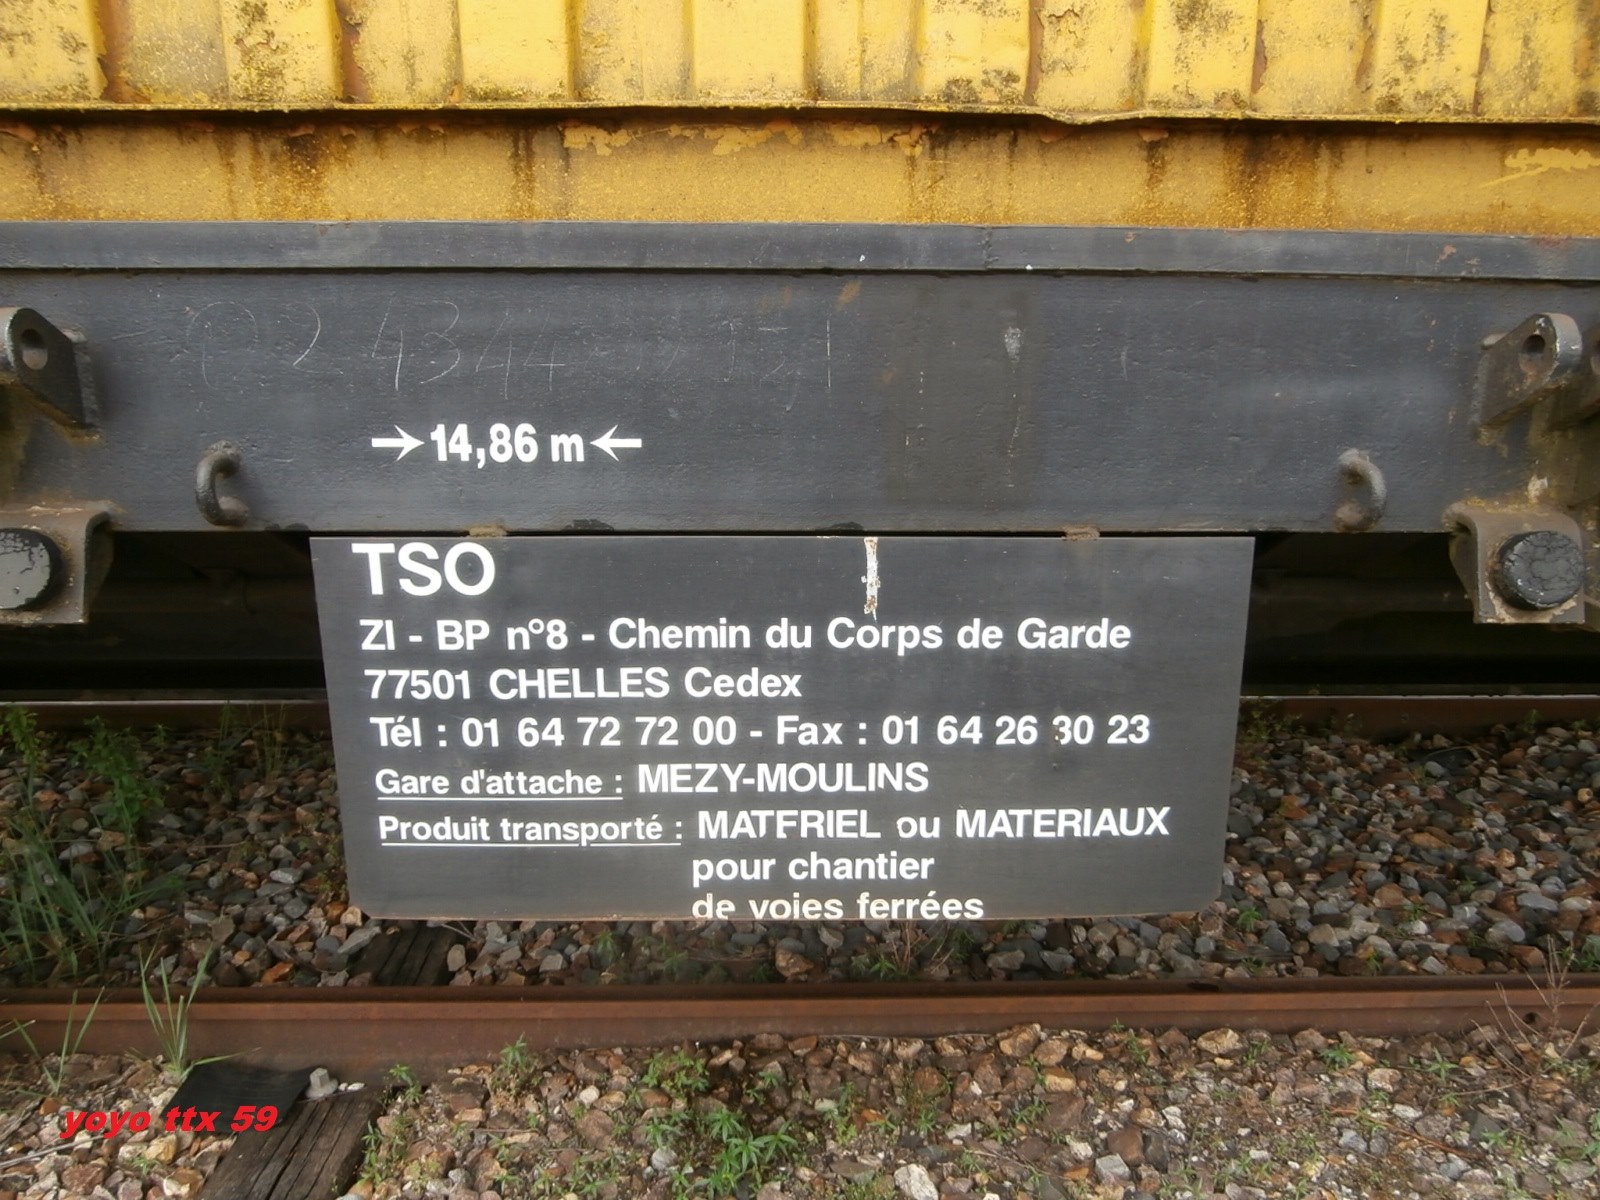 14,86 m
TSO
ZI - BP n°8 - Chemin du Corps de Garde
77501 CHELLES Cedex
Tél : 01 64 72 72 00 - Fax : 01 64 26 30 23
Gare d'attache : MEZY-MOULINS
Produit transporté : MATERIEL ou MATERIAUX
pour chantier
de voies ferrées
yoyo ttx 59